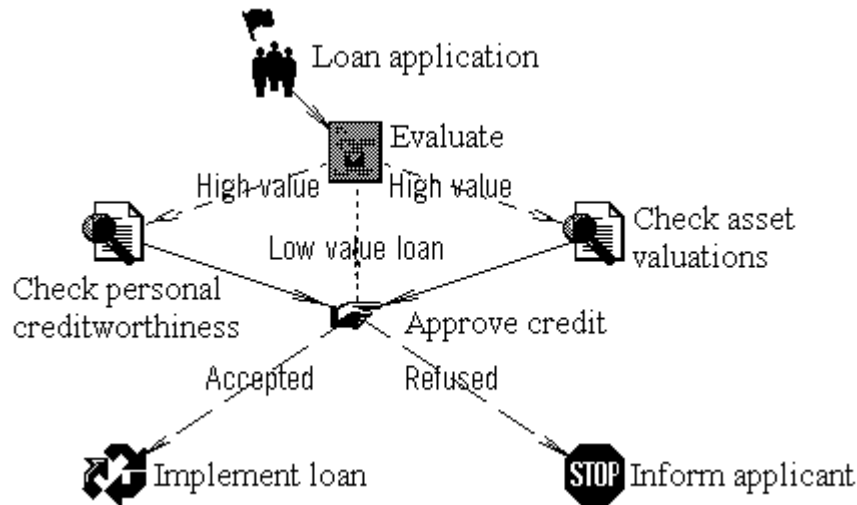 Loan application
Evaluate
High value
High value
Check asset
valuations
Low value loan
Check personal
creditworthiness
Approve credit
Accepted
Refused
Implement loan
STOP
Inform applicant